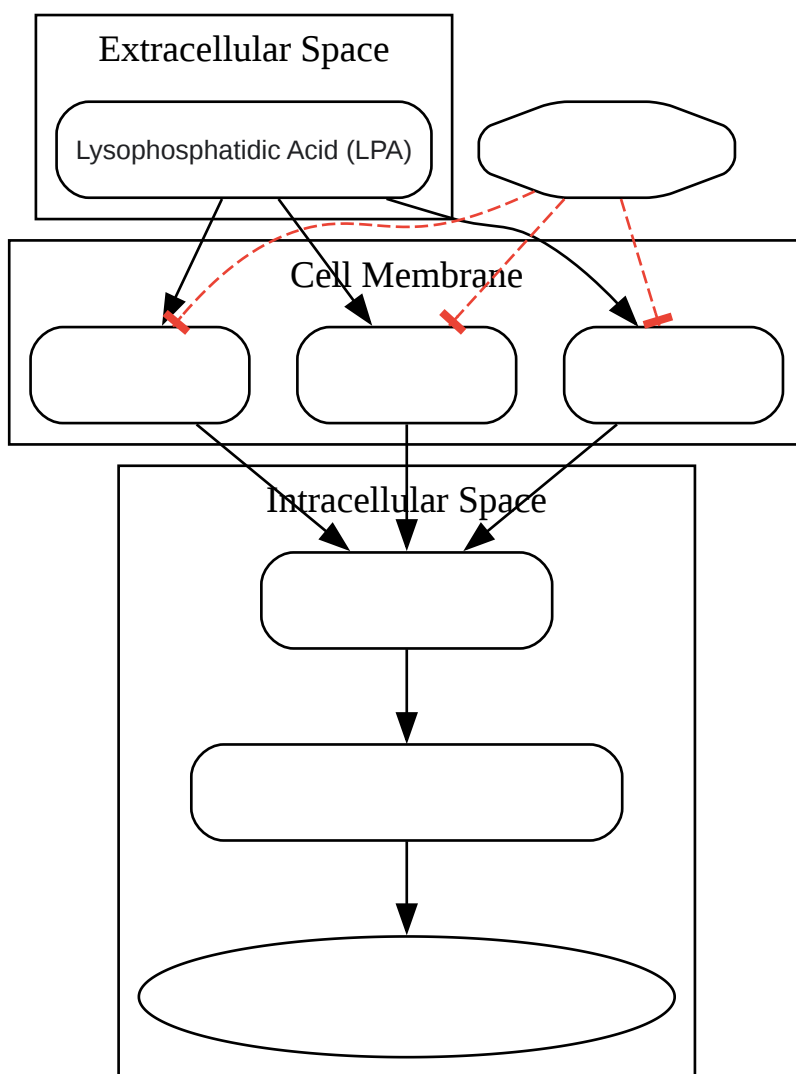 Extracellular Space
Lysophosphatidic Acid (LPA)
Cell Membrane
Intracellular Space